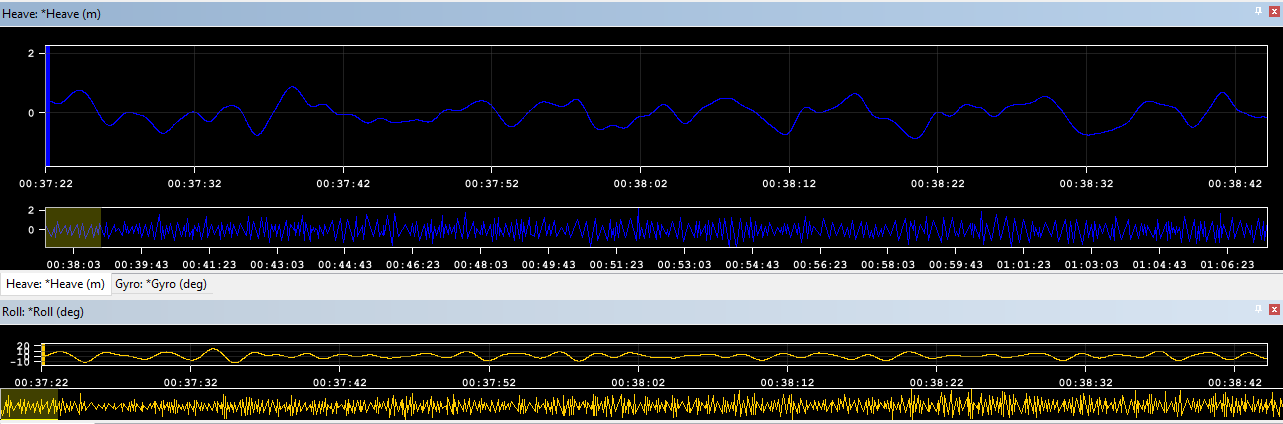 Heave: *Heave (m)
2
0
00:37:22 00:37:32 00:37:42 00:37:52 00:38:02 00:38:12 00:38:22 00:38:32 00:38:42
2
0
00:38:03 00:39:43 00:41:23 00:43:03 00:44:43 00:46:23 00:48:03 00:49:43 00:51:23 00:53:03 00:54:43 00:56:23 00:58:03 00:59:43 01:01:23 01:03:03 01:04:43 01:06:23
Heave: *Heave (m) Gyro: *Gyro (deg)
Roll: *Roll (deg)
20
-10
00:37:22 00:37:32 00:37:42 00:37:52 00:38:02 00:38:12 00:38:22 00:38:32 00:38:42